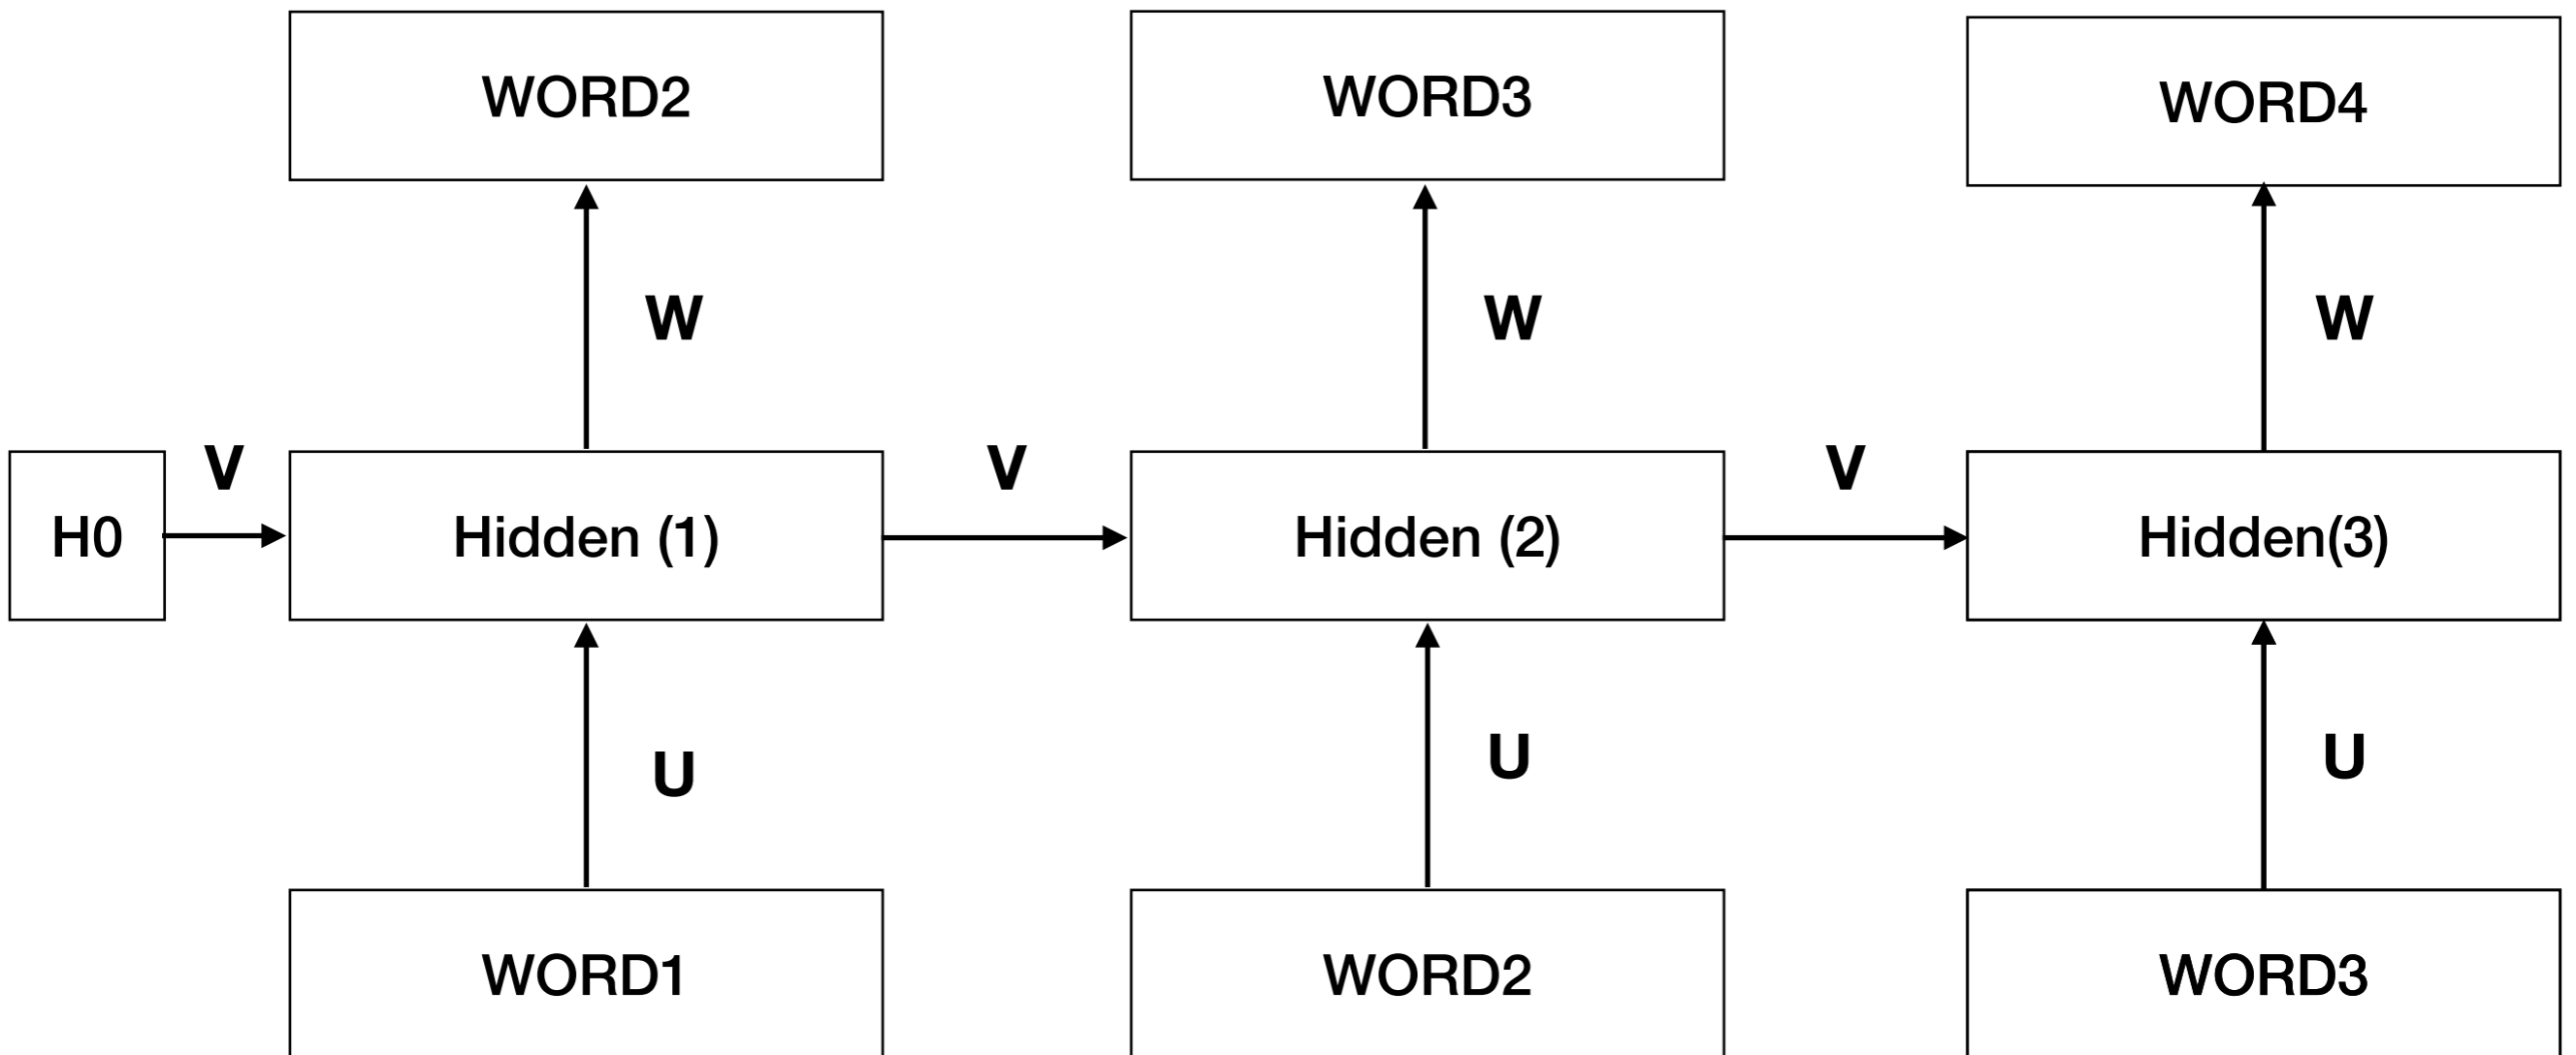 WORD2 WORD3 WORD4
W W W
V V V
H0 Hidden (1) Hidden (2) Hidden(3)
U U U
WORD1 WORD2 WORD3